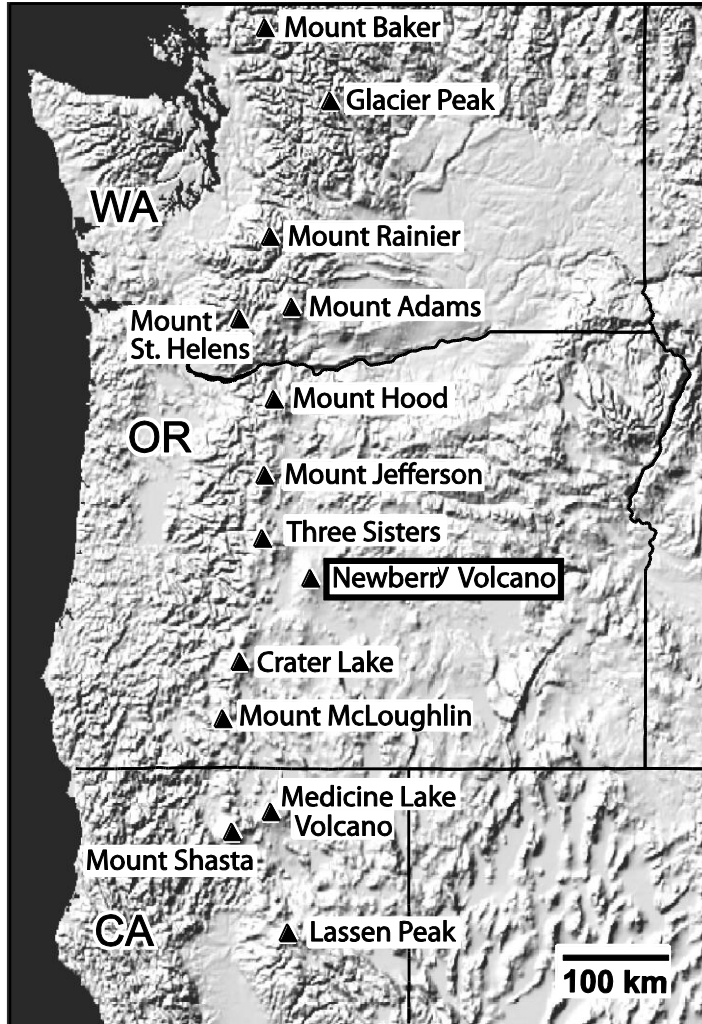 Mount Baker
Glacier Peak
WA
Mount Rainier
Mount Adams
Mount
St. Helens
Mount Hood
OR
Mount Jefferson
Three Sisters
Newberry Volcano
Crater Lake
Mount McLoughlin
Medicine Lake
Volcano
Mount Shasta
CA
Lassen Peak
100 km